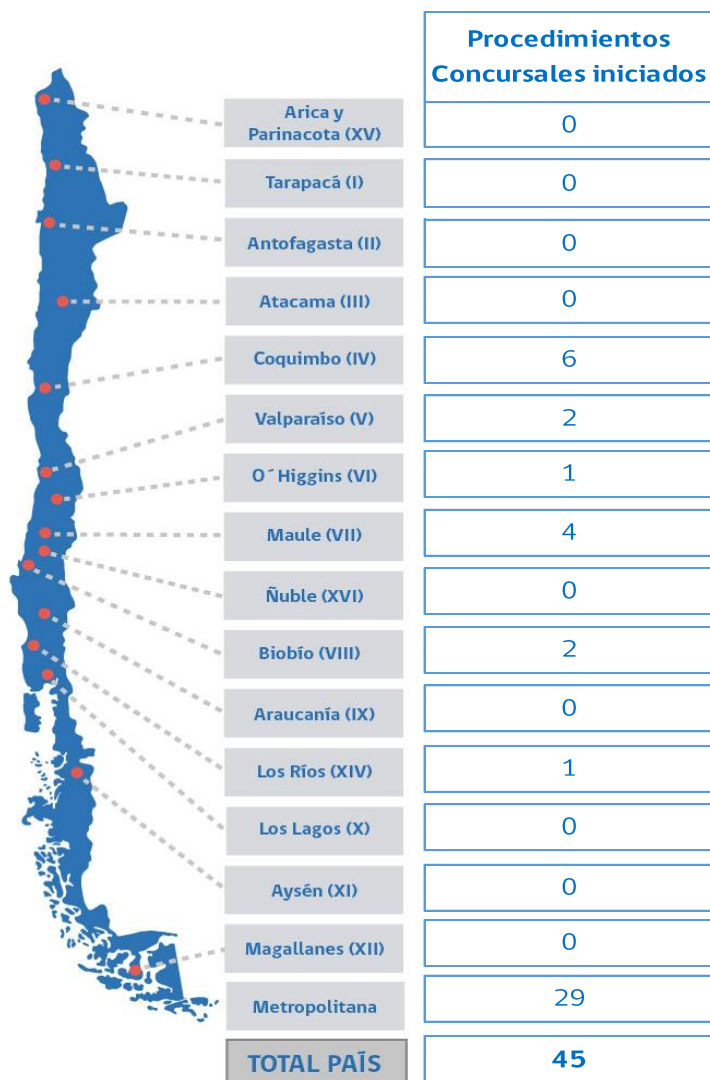 Procedimientos
Concursales iniciados
Arica y
Parinacota (XV)
0
Tarapacá (I)
0
Antofagasta (II)
0
Atacama (III)
0
Coquimbo (IV)
6
Valparaíso (V)
2
O´Higgins (VI)
1
Maule (VII)
4
Ñuble (XVI)
0
Biobío (VIII)
2
Araucanía (IX)
0
Los Ríos (XIV)
1
Los Lagos (X)
0
Aysén (XI)
0
Magallanes (XII)
0
Metropolitana
29
TOTAL PAÍS
45